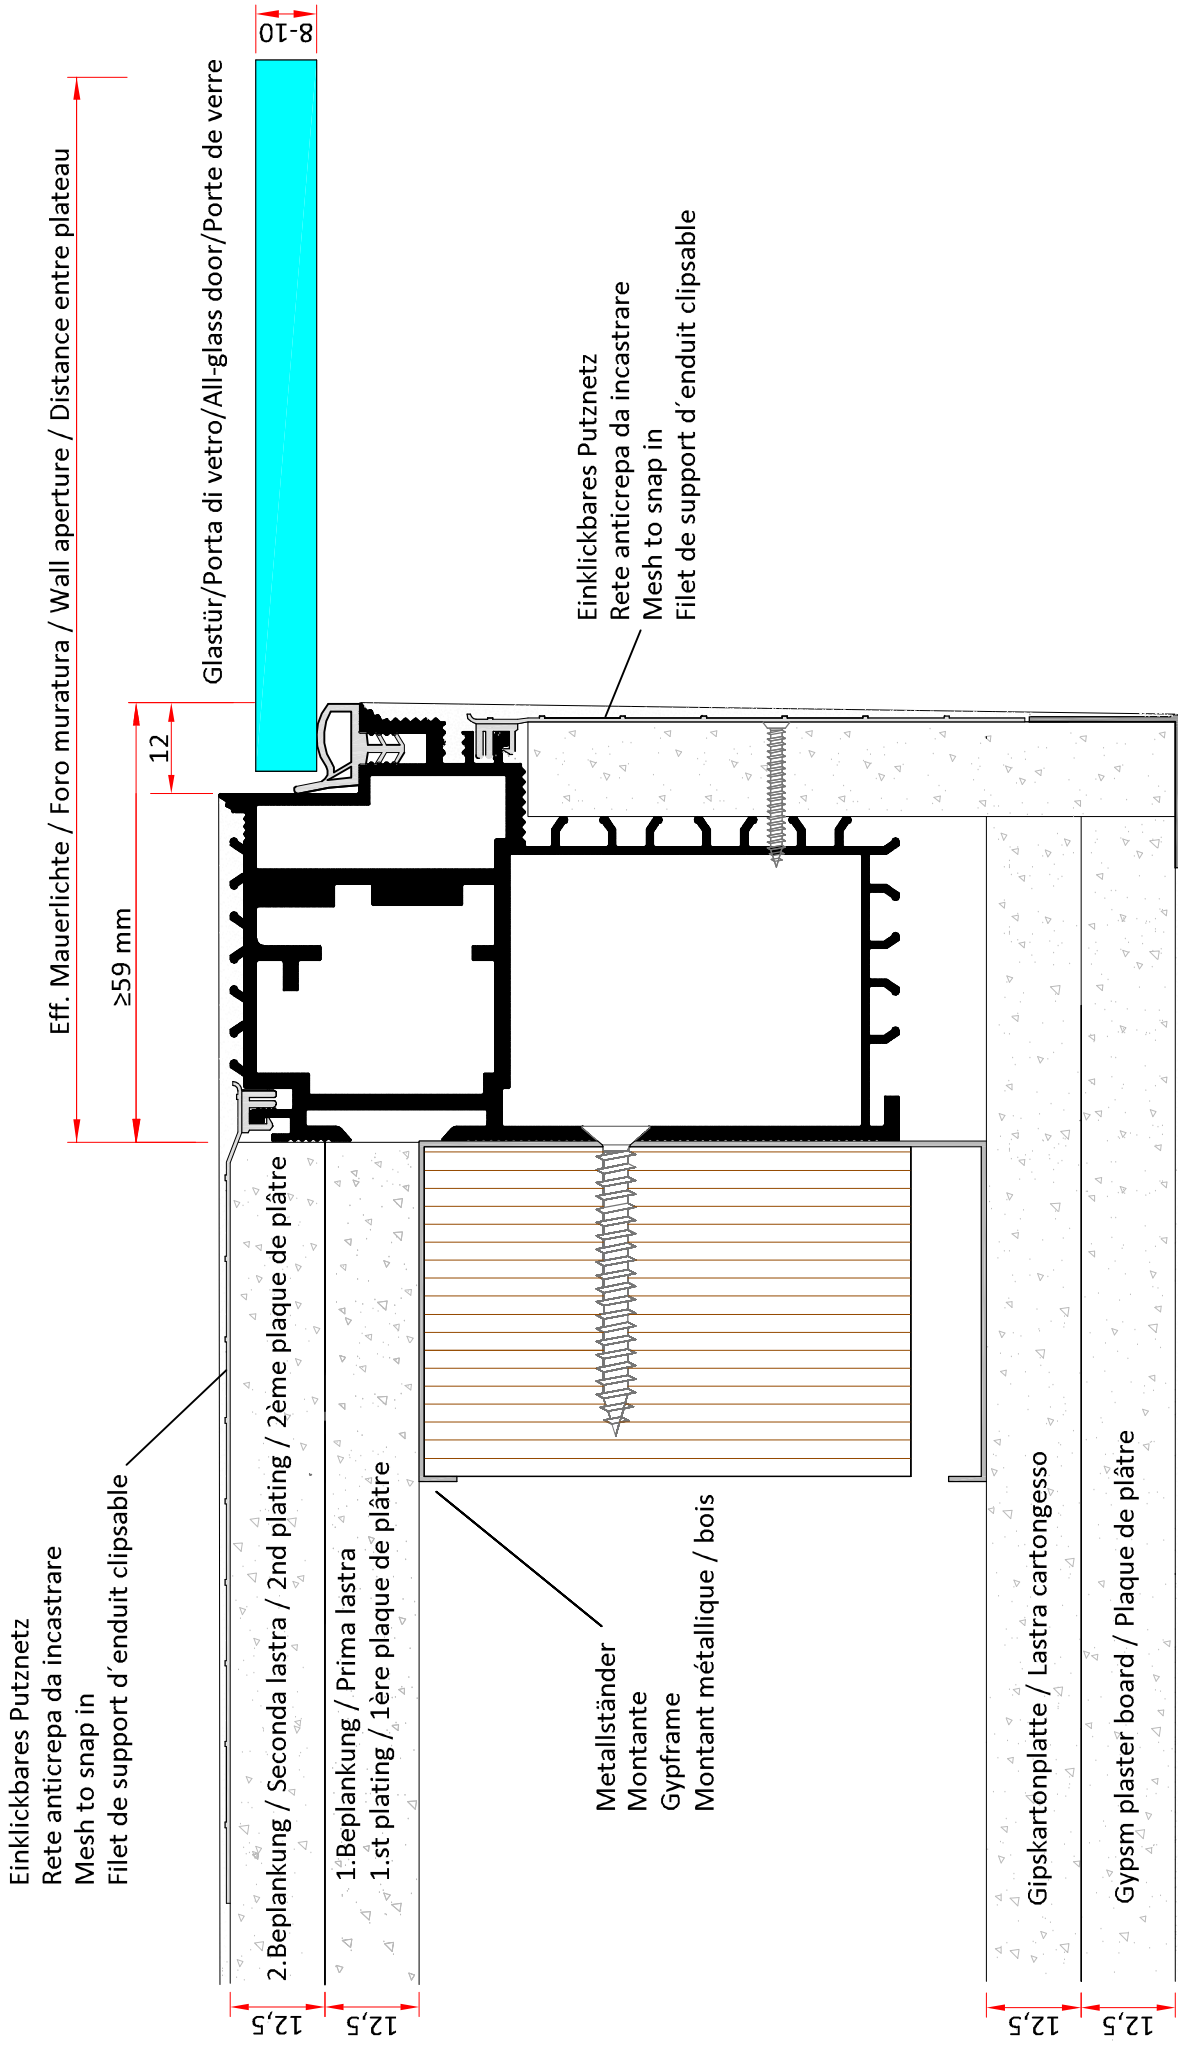 Einklickbares Putznetz
Rete anticrepa da incastrare
Mesh to snap in
Filet de support d´enduit clipsable
Eff. Mauerlichte / Foro muratura / Wall aperture / Distance entre plateau
≥59 mm
12
8-10
Glastür/Porta di vetro/All-glass door/Porte de verre
2.Beplankung / Seconda lastra / 2nd plating / 2ème plaque de plâtre
1.Beplankung / Prima lastra
1.st plating / 1ère plaque de plâtre
12,5
12,5
Einklickbares Putznetz
Rete anticrepa da incastrare
Mesh to snap in
Filet de support d´enduit clipsable
Metallständer
Montante
Gypframe
Montant métallique / bois
Gipskartonplatte / Lastra cartongesso
Gypsm plaster board / Plaque de plâtre
12,5
12,5